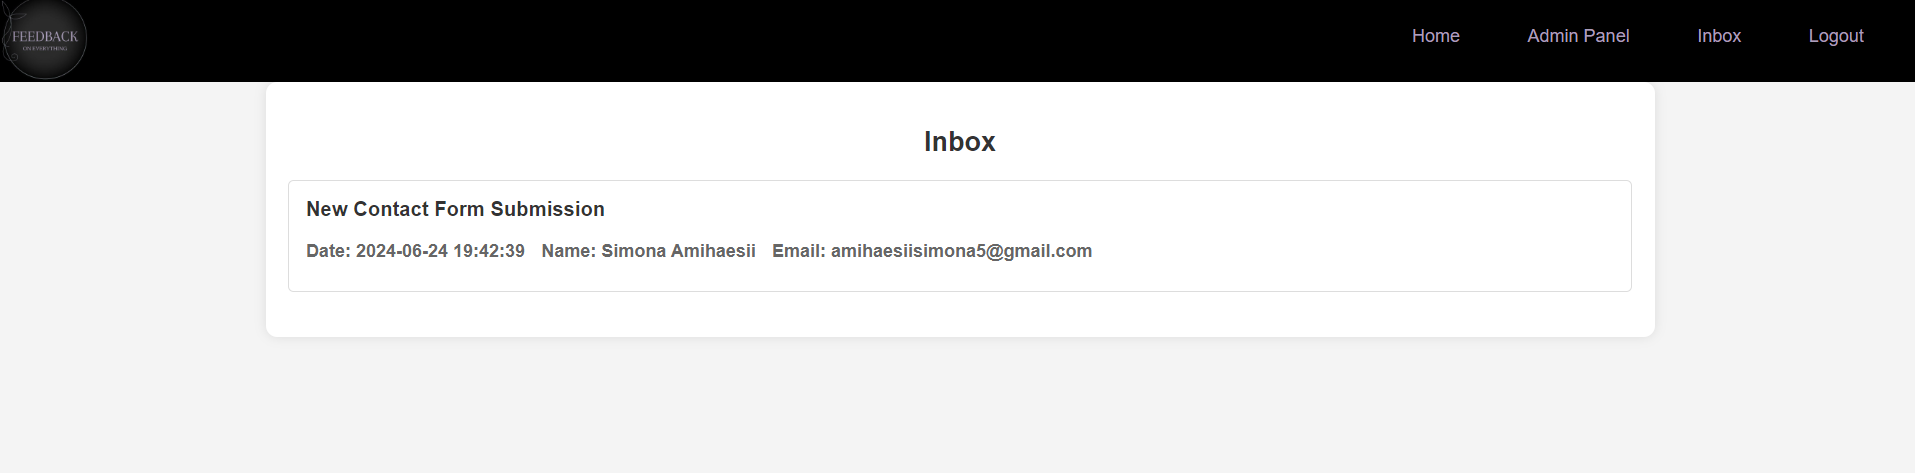 FEEDBACK
ON EVERYTHING
Home Admin Panel Inbox Logout
Inbox
New Contact Form Submission
Date: 2024-06-24 19:42:39 Name: Simona Amihaesii Email: amihaesiisimona5@gmail.com